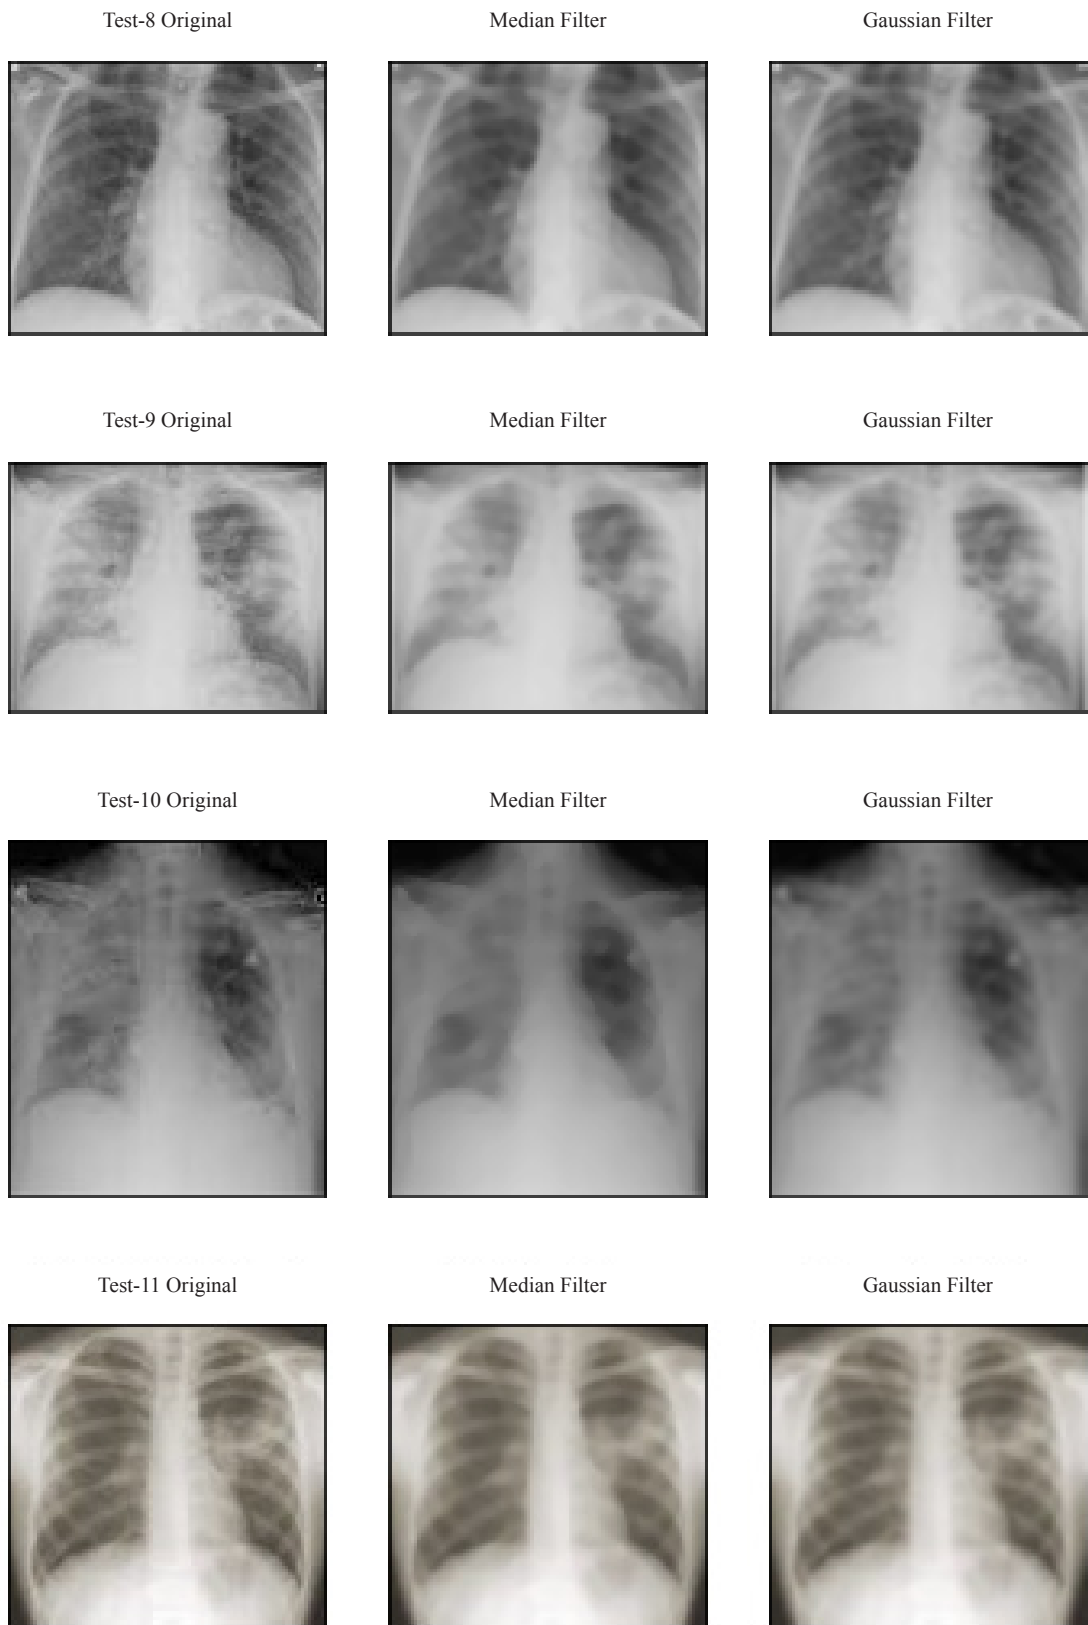 Test-8 Original Median Filter Gaussian Filter
Test-9 Original Median Filter Gaussian Filter
Test-10 Original Median Filter Gaussian Filter
Test-11 Original Median Filter Gaussian Filter